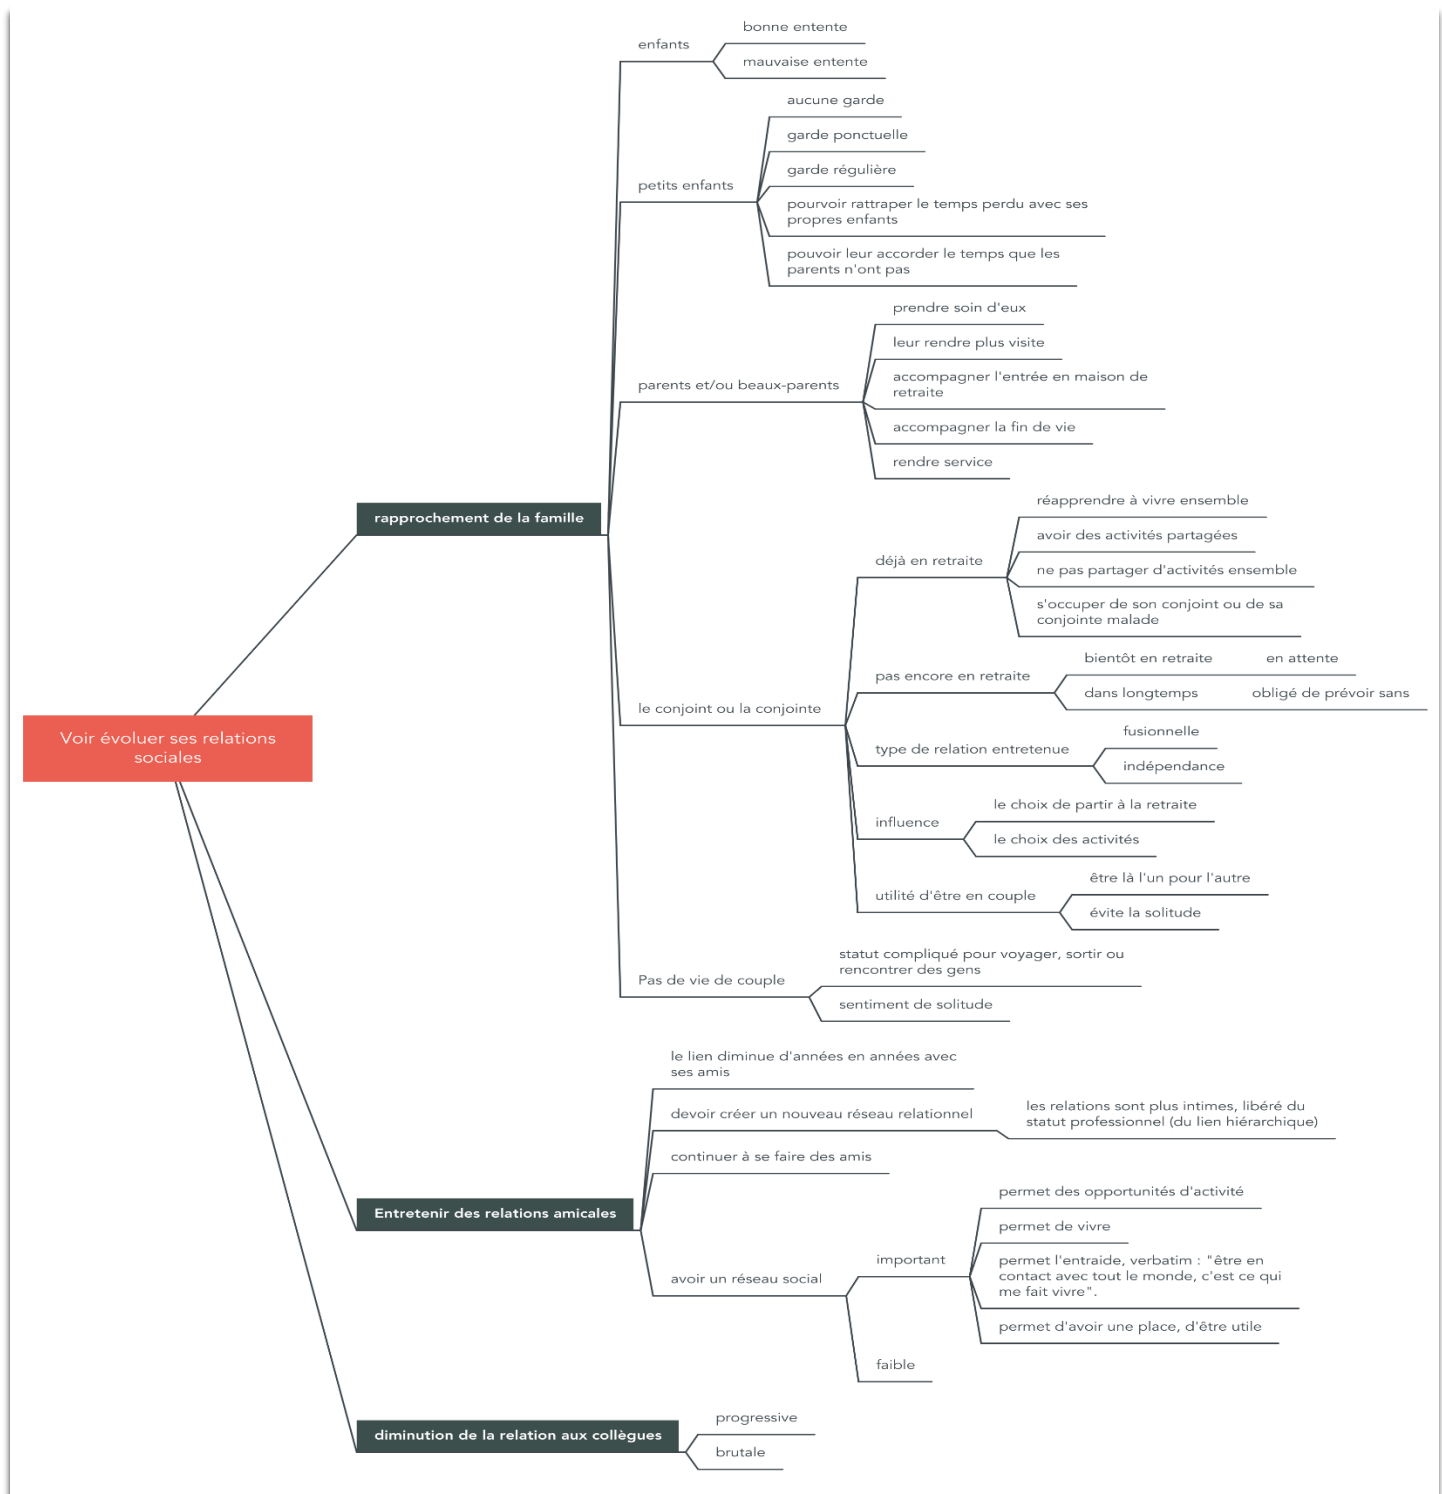 Voir évoluer ses relations
sociales
rapprochement de la famille
enfants
bonne entente
mauvaise entente
petits enfants
aucune garde
garde ponctuelle
garde régulière
pourvoir rattraper le temps perdu avec ses
propres enfants
pouvoir leur accorder le temps que les
parents n'ont pas
parents et/ou beaux-parents
prendre soin d'eux
leur rendre plus visite
accompagner l'entrée en maison de
retraite
accompagner la fin de vie
rendre service
le conjoint ou la conjointe
déjà en retraite
réapprendre à vivre ensemble
avoir des activités partagées
ne pas partager d'activités ensemble
s'occuper de son conjoint ou de sa
conjointe malade
pas encore en retraite
bientôt en retraite
en attente
dans longtemps
obligé de prévoir sans
type de relation entretenue
fusionnelle
indépendance
influence
le choix de partir à la retraite
le choix des activités
utilité d'être en couple
être là l'un pour l'autre
évite la solitude
Pas de vie de couple
statut compliqué pour voyager, sortir ou
rencontrer des gens
sentiment de solitude
Entretenir des relations amicales
le lien diminue d'années en années avec
ses amis
devoir créer un nouveau réseau relationnel
les relations sont plus intimes, libéré du
statut professionnel (du lien hiérarchique)
continuer à se faire des amis
avoir un réseau social
important
permet des opportunités d'activité
permet de vivre
permet l'entraide, verbatim : "être en
contact avec tout le monde, c'est ce qui
me fait vivre".
permet d'avoir une place, d'être utile
faible
diminution de la relation aux collègues
progressive
brutale